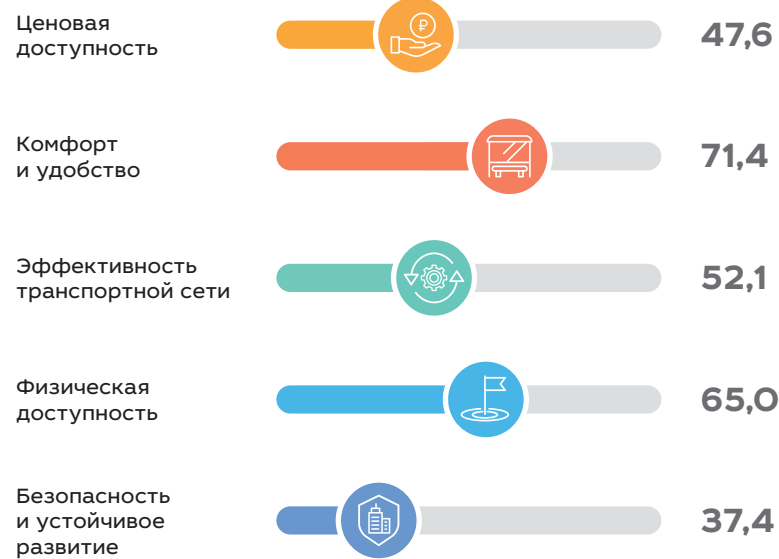 Ценовая
доступность
47,6
Комфорт
и удобство
71,4
Эффективность
транспортной сети
52,1
Физическая
доступность
65,0
Безопасность
и устойчивое
развитие
37,4